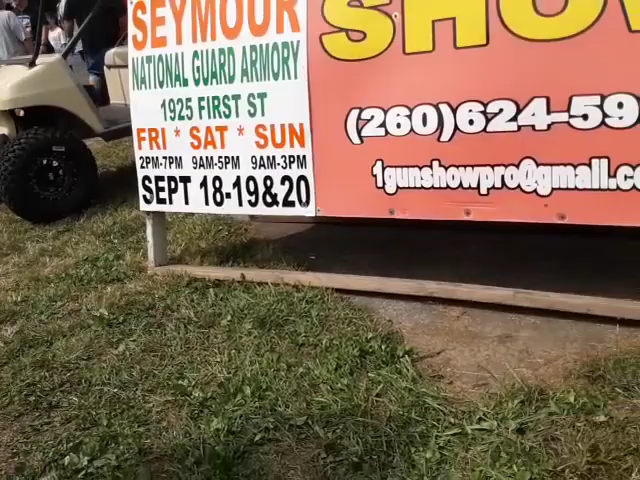 SEYMOUR
NATIONAL GUARD ARMORY
1925 FIRST ST
FRI * SAT * SUN
2PM-7PM 9AM-5PM 9AM-3PM
SEPT 18-19&20
SHOW
(260)624-59
1gunshowpro@gmail.c